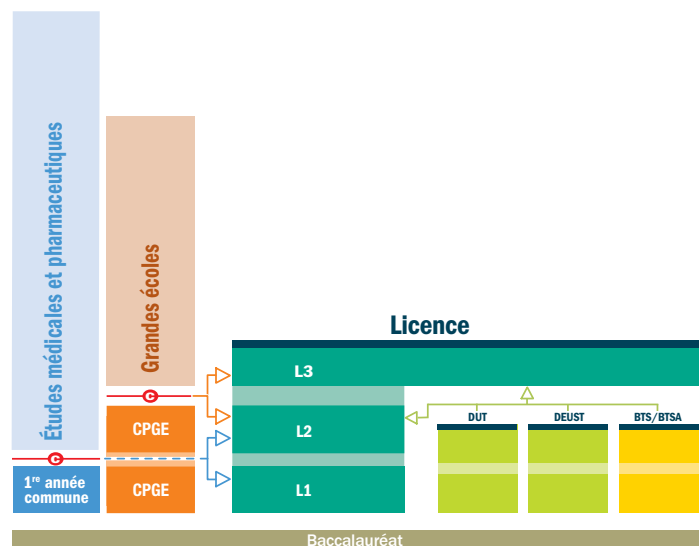 Études médicales et pharmaceutiques
Grandes écoles
Licence
L3
C
CPGE
L2
DUT
DEUST
BTS/BTSA
C
1re année
commune
CPGE
L1
Baccalauréat